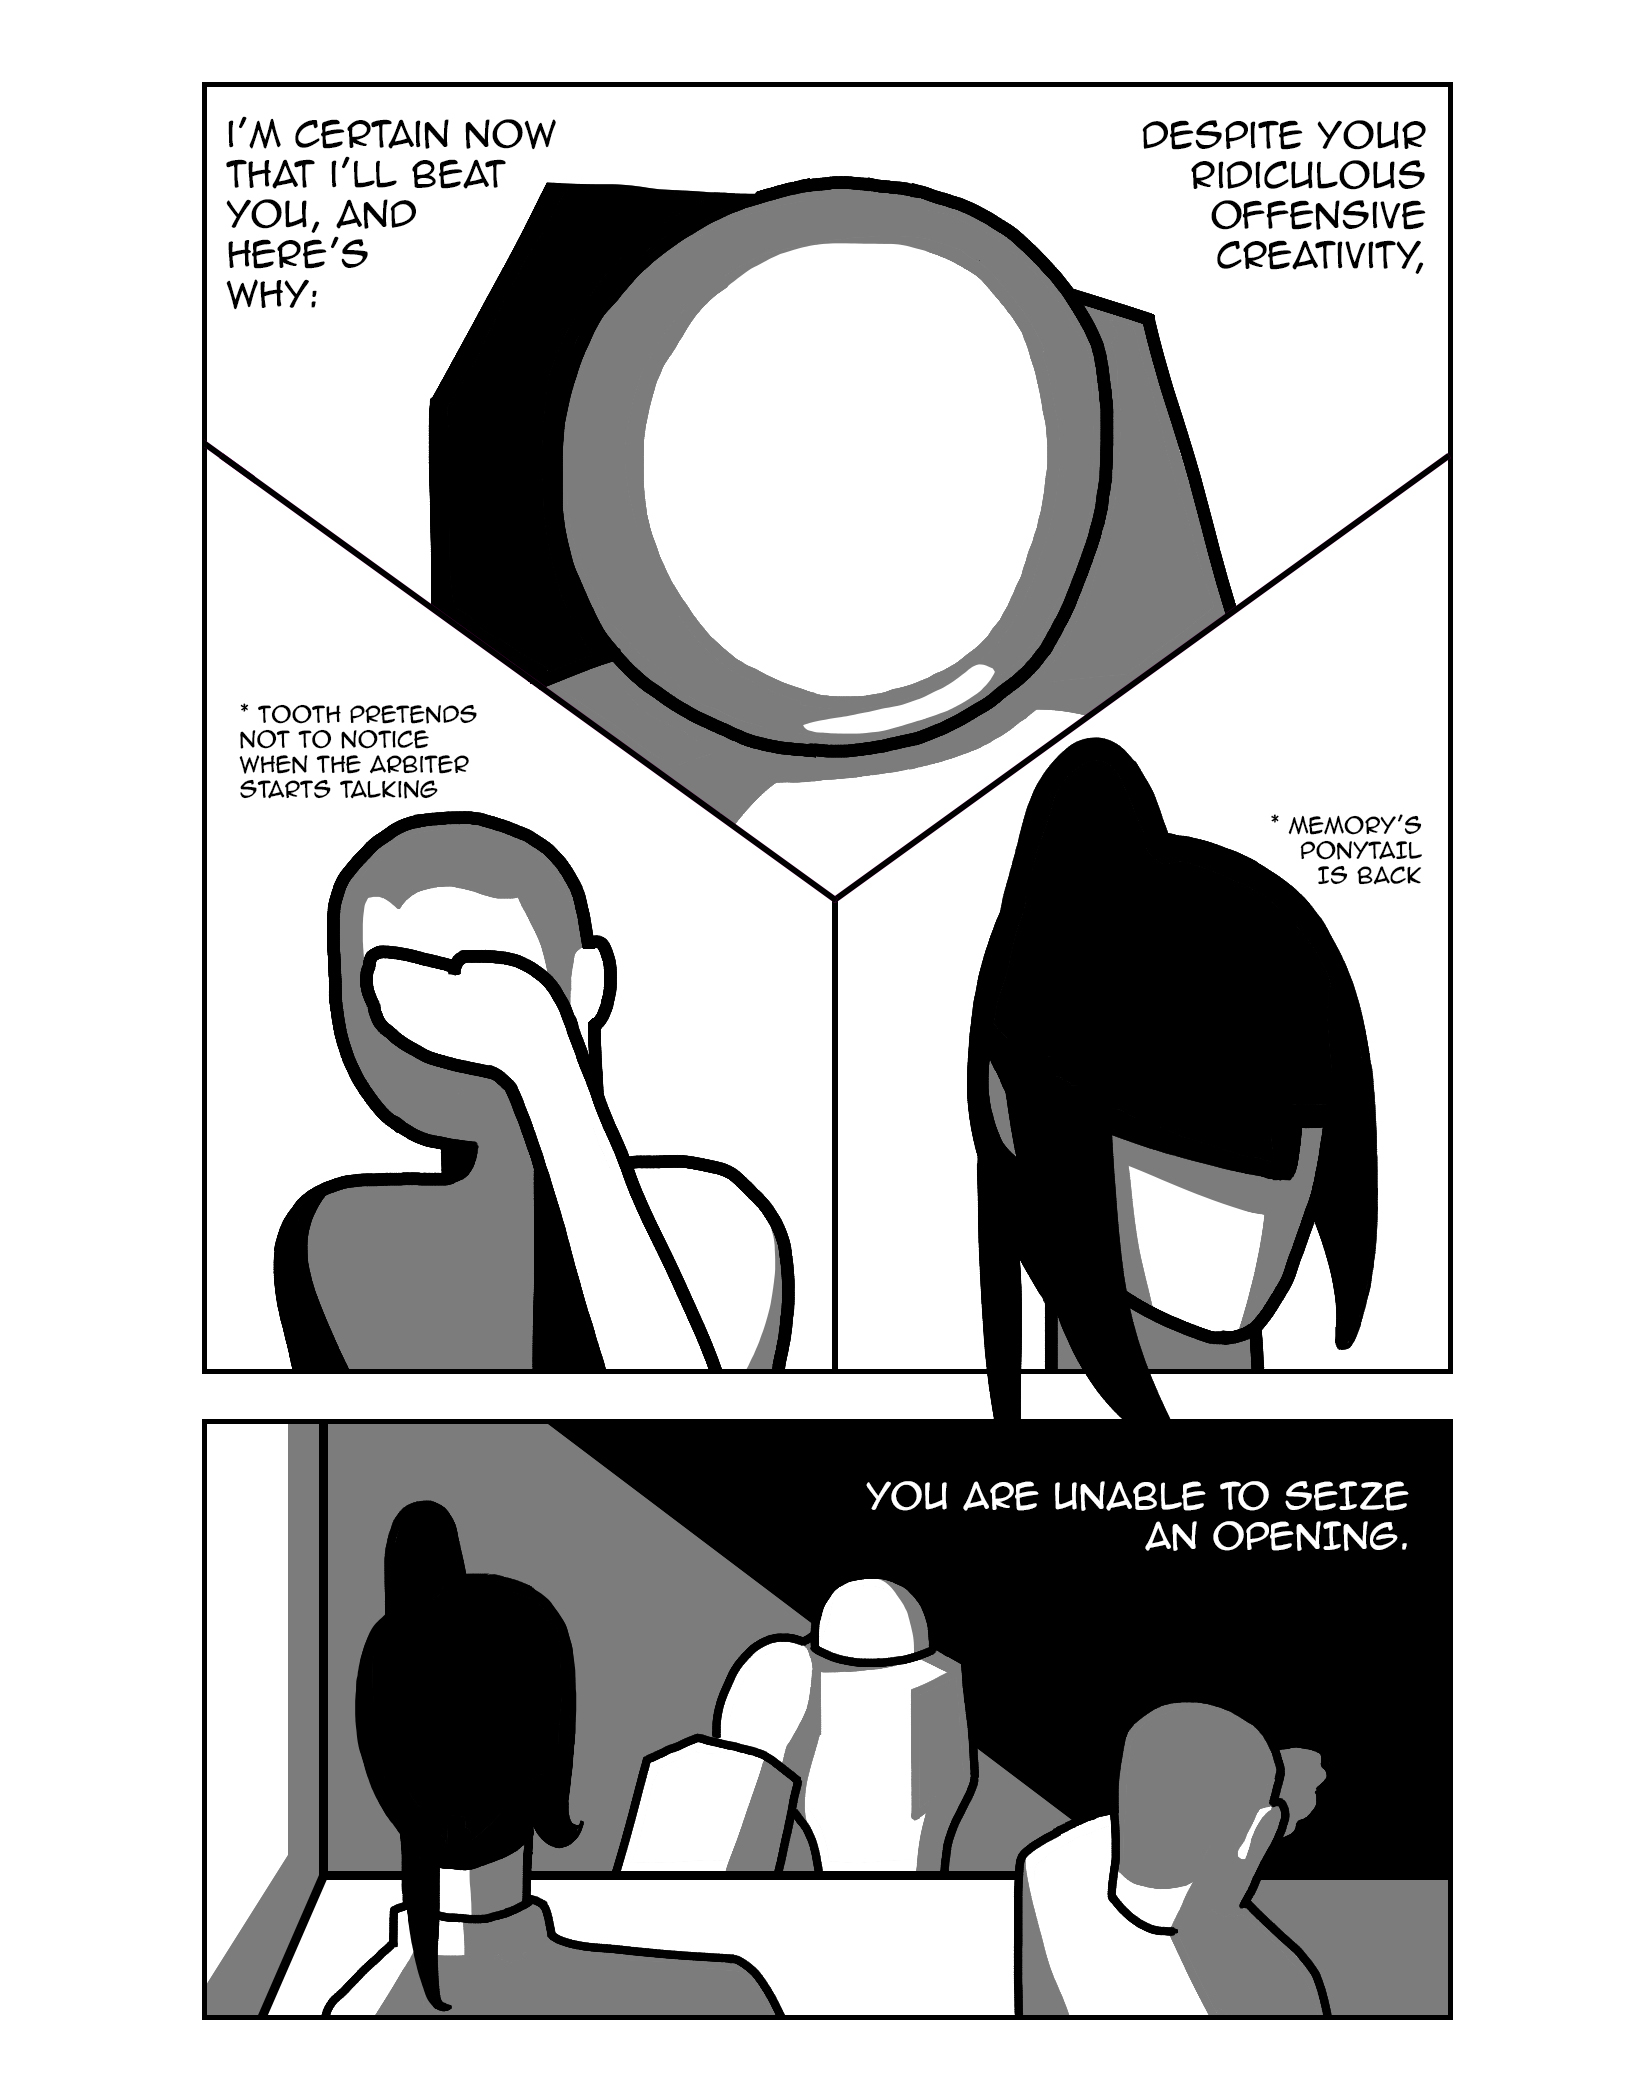 I'M CERTAIN NOW
THAT I'LL BEAT
YOU, AND
HERE'S
WHY:
DESPITE YOUR
RIDICULOUS
OFFENSIVE
CREATIVITY,
* TOOTH PRETENDS
NOT TO NOTICE
WHEN THE ARBITER
STARTS TALKING
* MEMORY'S
PONYTAIL
IS BACK
YOU ARE UNABLE TO SEIZE
AN OPENING.